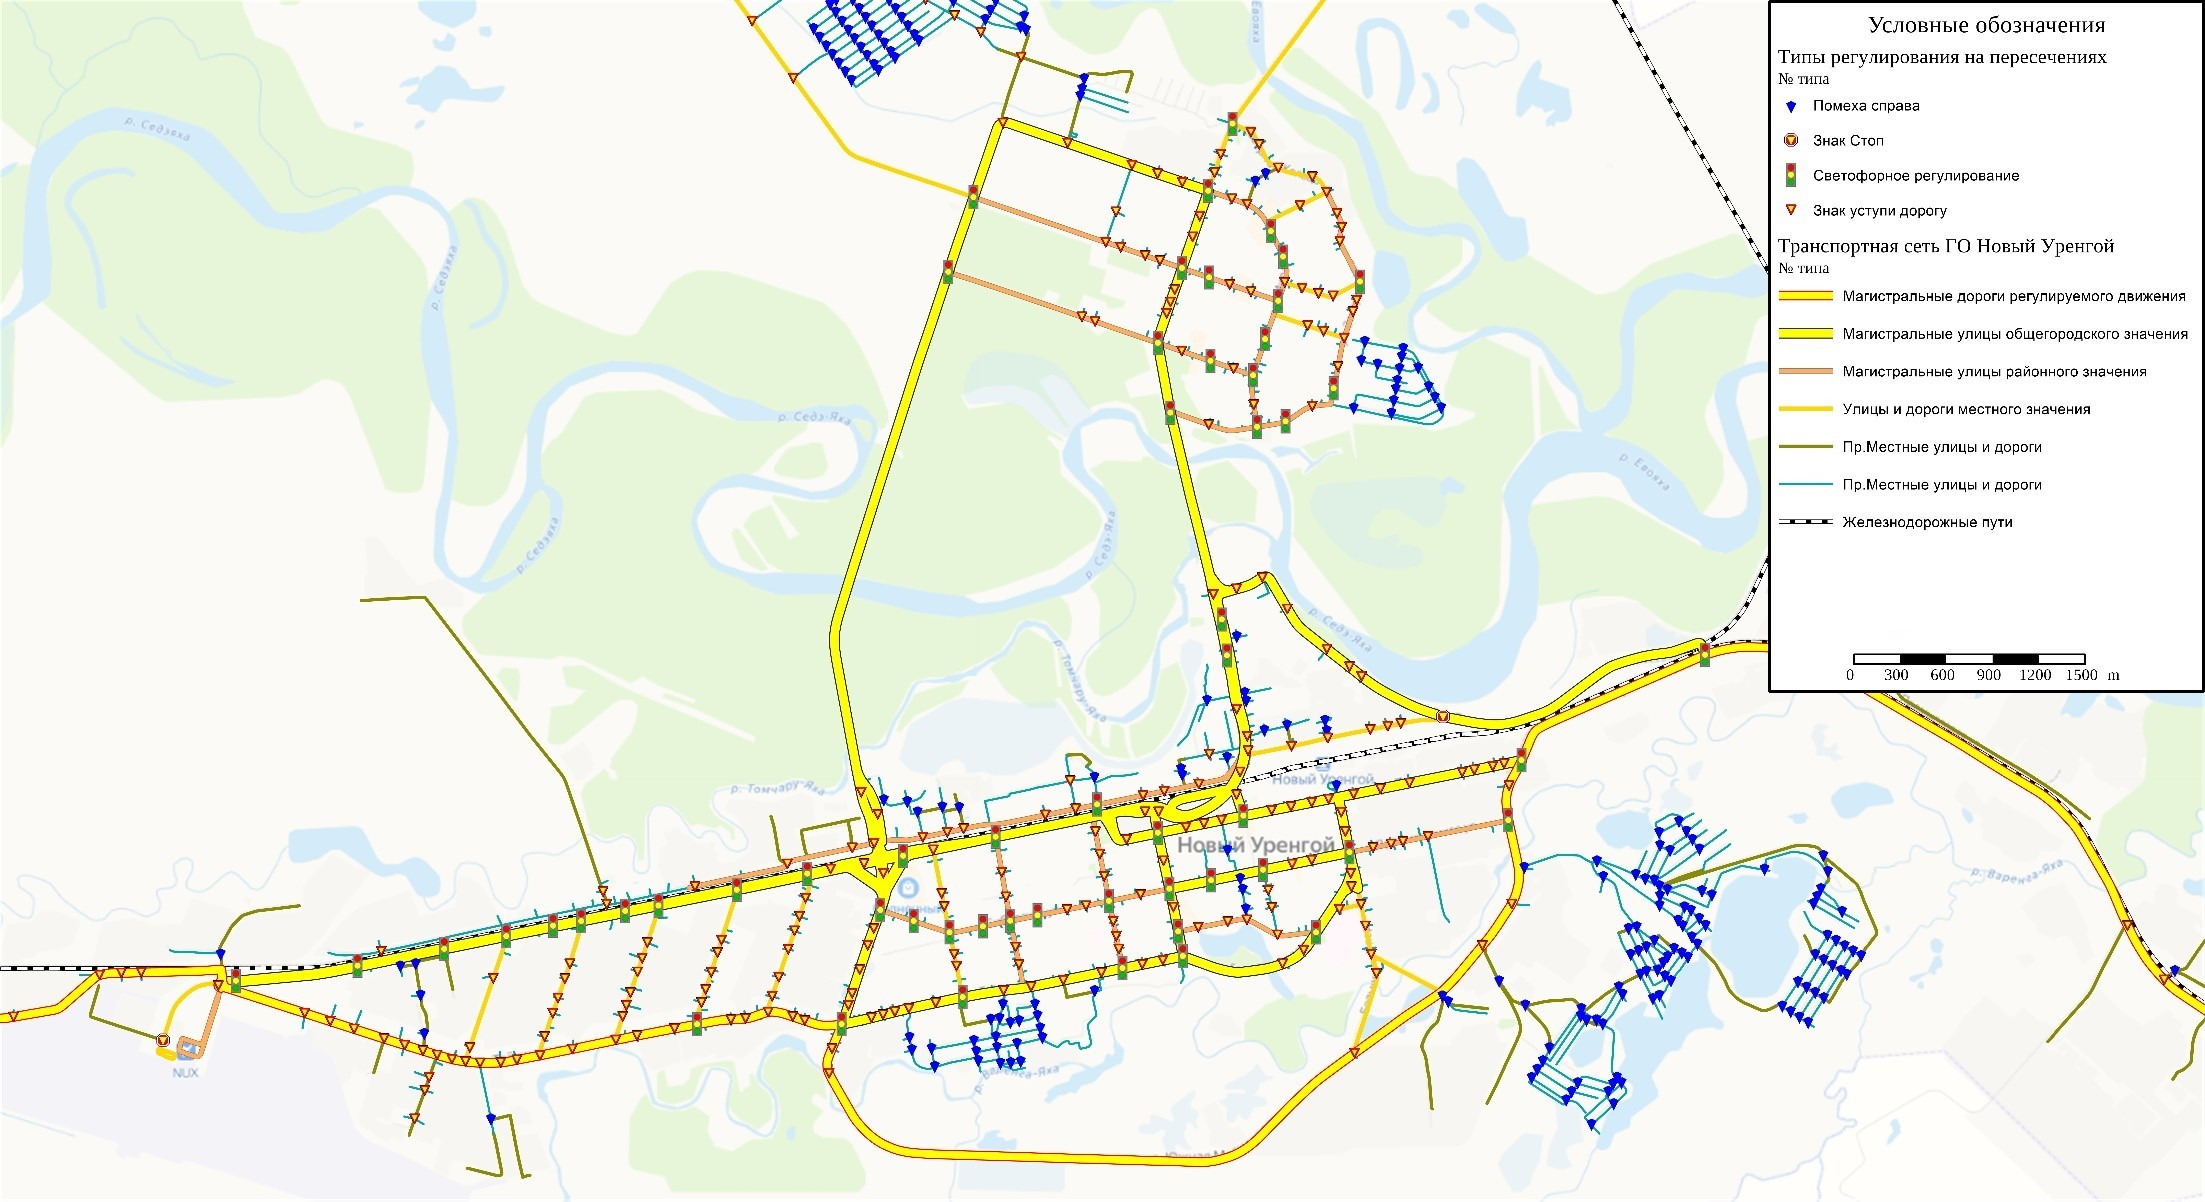 Условные обозначения
Типы регулирования на пересечениях
№ типа
Помеха справа
Знак Стоп
Светофорное регулирование
Знак уступи дорогу
Транспортная сеть ГО Новый Уренгой
№ типа
Магистральные дороги регулируемого движения
Магистральные улицы общегородского значения
Магистральные улицы районного значения
Улицы и дороги местного значения
Пр.Местные улицы и дороги
Пр.Местные улицы и дороги
Железнодорожные пути
0 300 600 900 1200 1500 m
р. Седэяха
Евояха
р. Седэяха
р. Седэ-Яха
р. Евояха
р. Седэяха
р. Седэ-Яха
р. Седэ-Яха
р. Томчару-Яха
р. Томчару-Яха
Новый Уренгой
Новый Уренгой
р. Варенга-Яха
NUX
р. Варенга-Яха